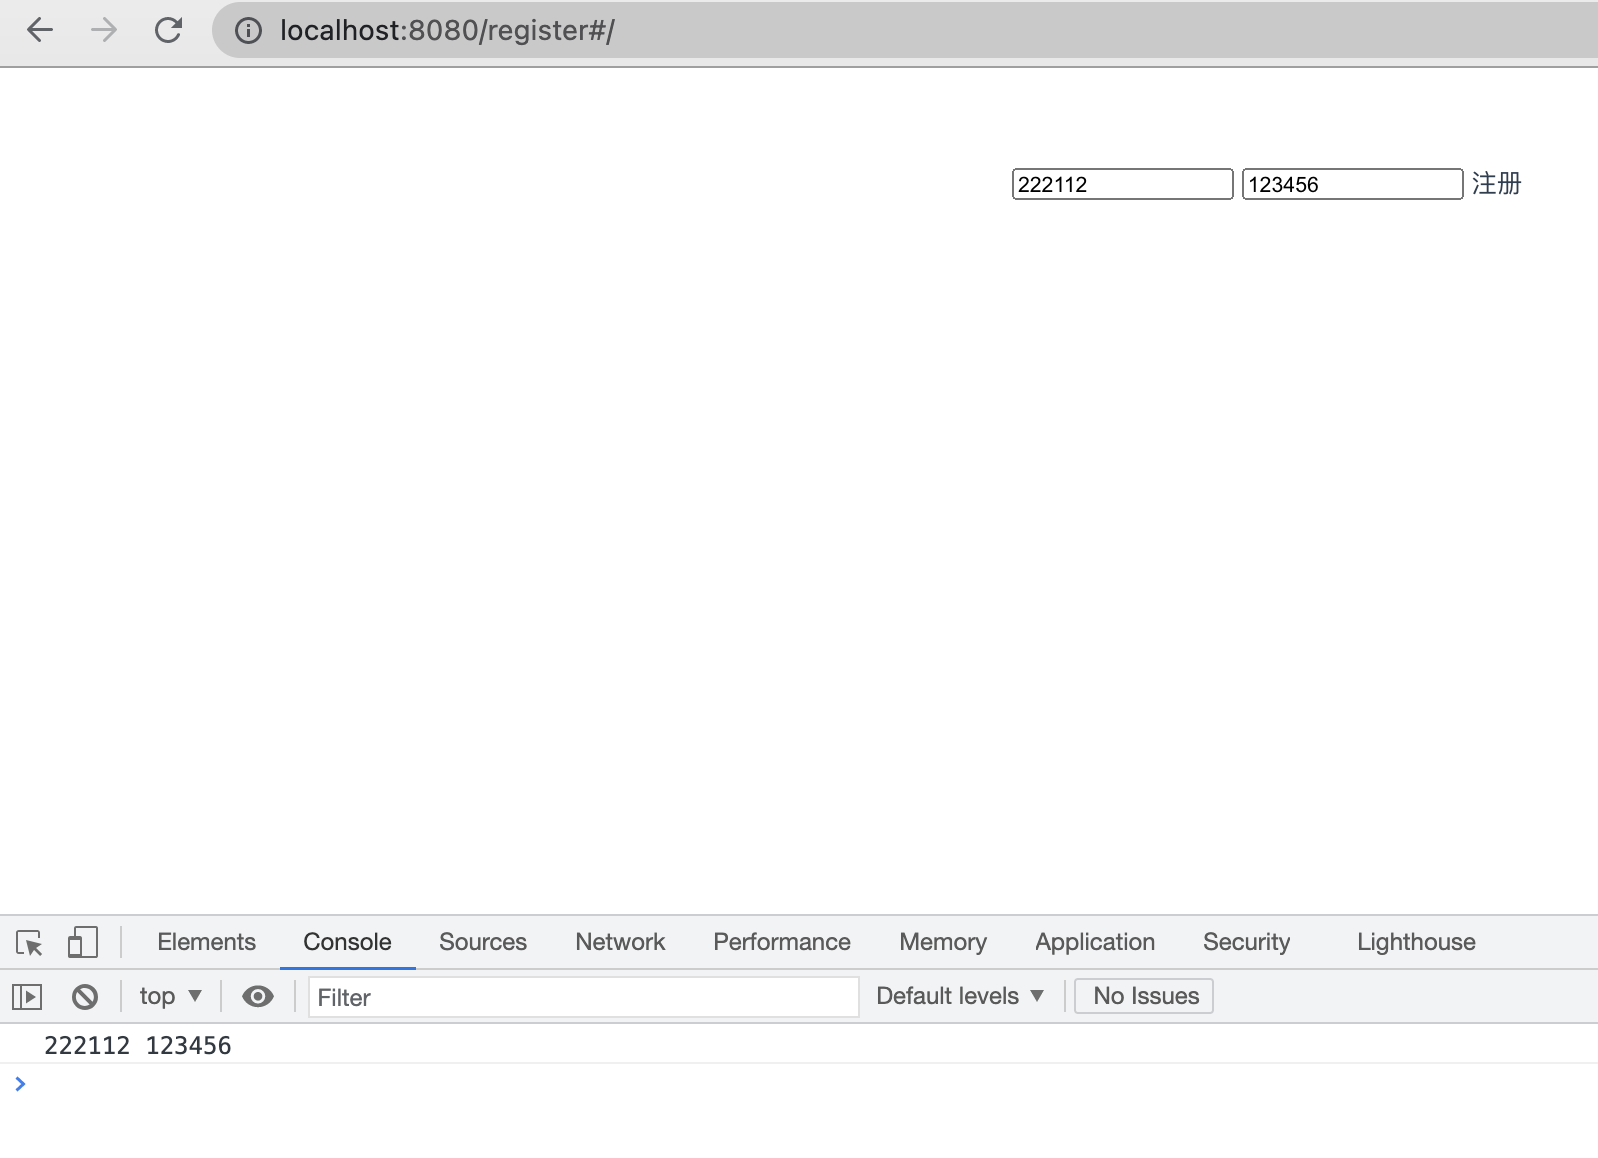 localhost:8080/register#/
222112 123456 注册
Elements Console Sources Network Performance Memory Application Security Lighthouse
top Filter Default levels No Issues
222112 123456